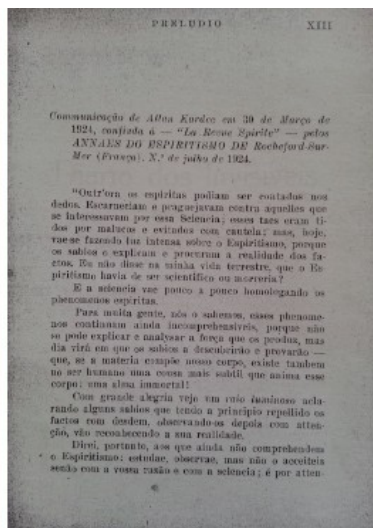 PRELUDIO XIII
Communicação de Allan Kardec em 30 de Março de
1924, confiada á — "La Revue Spirite" — pelos
ANNAES DO ESPIRITISMO DE Rocheford-Sur-
Mer (França). N.º de julho de 1924.
"Outr'ora os espiritas podiam ser contados nos
dedos. Escarneciam e praguejavam contra aquelles que
se interessavam por essa Sciencia; esses taes eram ti-
dos por malucos e evitados com cautela; mas, hoje,
vae-se fazendo luz intensa sobre o Espiritismo, porque
os sabios o explicam e procuram a realidade dos fa-
ctos. Eu não disse na minha vida terrestre, que o Es-
piritismo havia de ser scientifico ou morreria?
E a sciencia vae pouco a pouco homologando os
phenomenos espiritas.
Para muita gente, nós o sabemos, esses phenome-
nos continuam ainda incomprehensiveis, porque não
se pode explicar e analysar a força que os produz, mas
dia virá em que os sabios a descobrirão e provarão —
que, se a materia compõe nosso corpo, existe tambem
no ser humano uma cousa mais subtil que anima esse
corpo: uma alma immortal!
Com grande alegria vejo um raio luminoso acla-
rando alguns sabios que tendo a principio repellido os
factos com desdem, observando-os depois com atten-
ção, vão reconhecendo a sua realidade.
Direi, portanto, aos que ainda não comprehendem
o Espiritismo: estudae, observae, mas não o acceiteis
senão com a vossa razão e com a sciencia; é por atten-